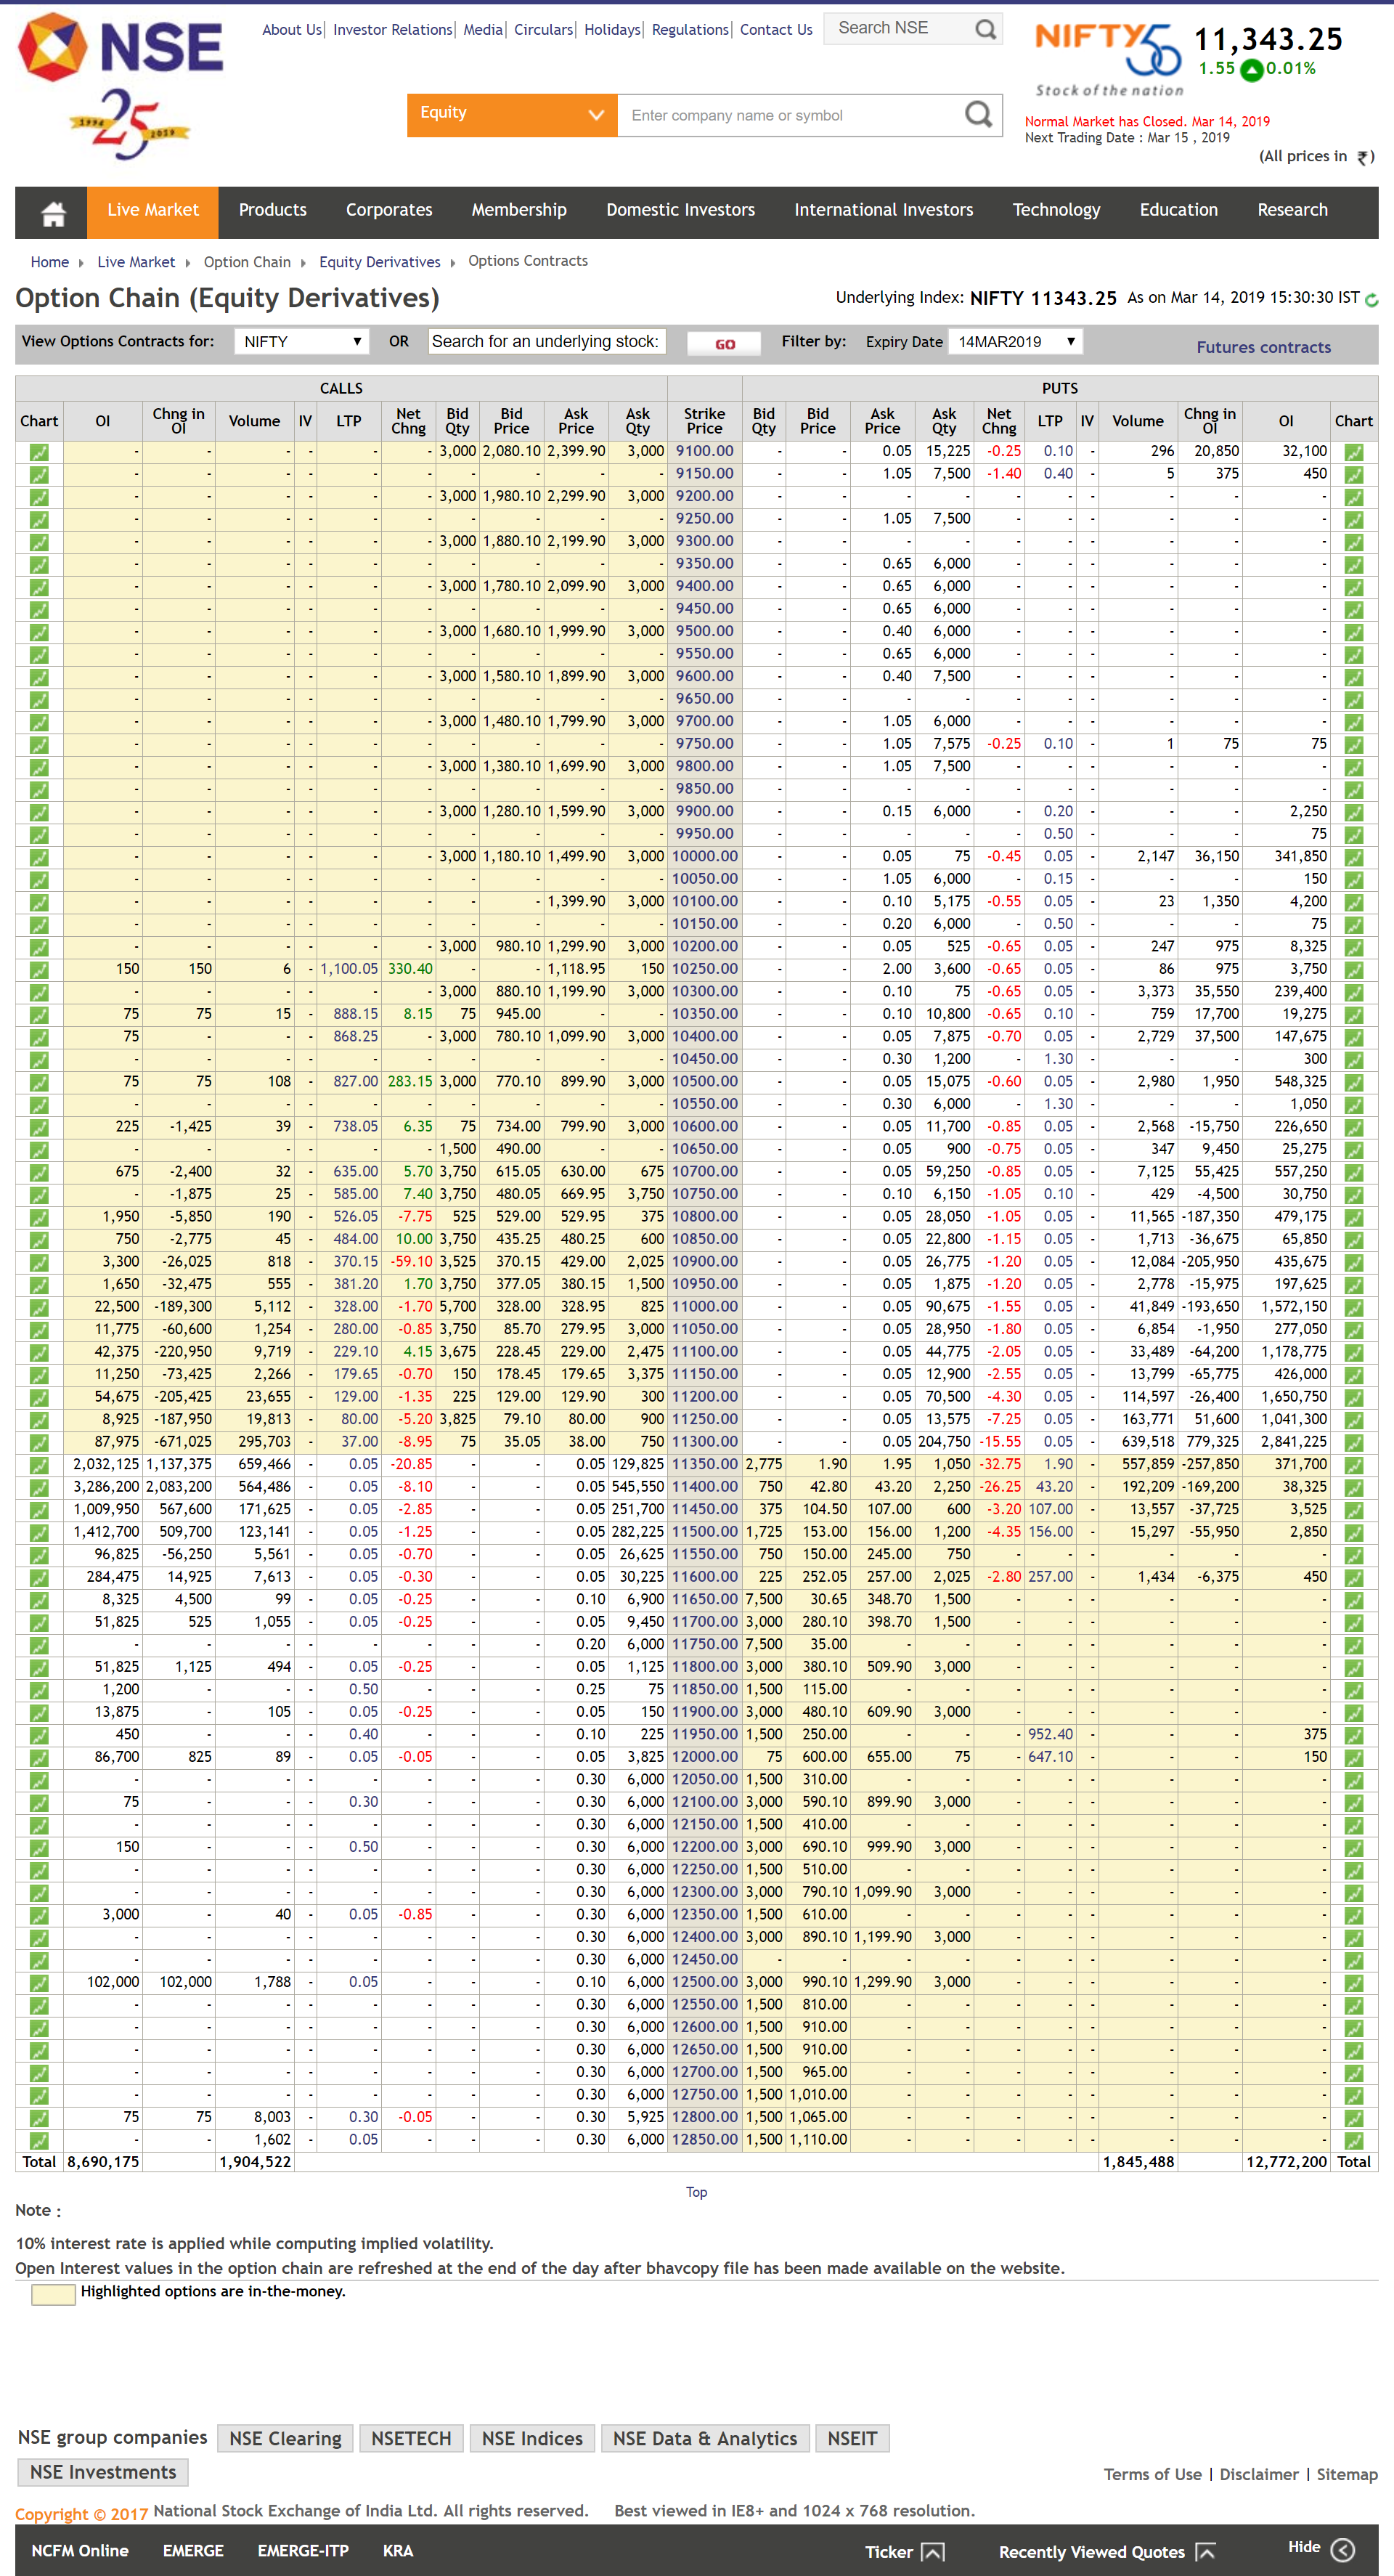 NSE
1994 25 2019
About Us| Investor Relations| Media| Circulars| Holidays| Regulations| Contact Us
Search NSE
NIFTY 50
Stock of the nation
11,343.25
1.55 0.01%
Equity
Enter company name or symbol
Normal Market has Closed. Mar 14, 2019
Next Trading Date : Mar 15 , 2019
(All prices in ₹)
Live Market Products Corporates Membership Domestic Investors International Investors Technology Education Research
Home Live Market Option Chain Equity Derivatives Options Contracts
Option Chain (Equity Derivatives)
Underlying Index: NIFTY 11343.25 As on Mar 14, 2019 15:30:30 IST
View Options Contracts for: NIFTY OR Search for an underlying stock: GO Filter by: Expiry Date 14MAR2019 Futures contracts
CALLS PUTS
Chart OI Chng in OI Volume IV LTP Net Chng Bid Qty Bid Price Ask Price Ask Qty Strike Price Bid Qty Bid Price Ask Price Ask Qty Net Chng LTP IV Volume Chng in OI OI Chart
- - - - - - 3,000 2,080.10 2,399.90 3,000 9100.00 - - 0.05 15,225 -0.25 0.10 - 296 20,850 32,100
- - - - - - - - - - 9150.00 - - 1.05 7,500 -1.40 0.40 - 5 375 450
- - - - - - 3,000 1,980.10 2,299.90 3,000 9200.00 - - - - - - - - - -
- - - - - - - - - - 9250.00 - - 1.05 7,500 - - - - - -
- - - - - - 3,000 1,880.10 2,199.90 3,000 9300.00 - - - - - - - - - -
- - - - - - - - - - 9350.00 - - 0.65 6,000 - - - - - -
- - - - - - 3,000 1,780.10 2,099.90 3,000 9400.00 - - 0.65 6,000 - - - - - -
- - - - - - - - - - 9450.00 - - 0.65 6,000 - - - - - -
- - - - - - 3,000 1,680.10 1,999.90 3,000 9500.00 - - 0.40 6,000 - - - - - -
- - - - - - - - - - 9550.00 - - 0.65 6,000 - - - - - -
- - - - - - 3,000 1,580.10 1,899.90 3,000 9600.00 - - 0.40 7,500 - - - - - -
- - - - - - - - - - 9650.00 - - - - - - - - - -
- - - - - - 3,000 1,480.10 1,799.90 3,000 9700.00 - - 1.05 6,000 - - - - - -
- - - - - - - - - - 9750.00 - - 1.05 7,575 -0.25 0.10 - 1 75 75
- - - - - - 3,000 1,380.10 1,699.90 3,000 9800.00 - - 1.05 7,500 - - - - - -
- - - - - - - - - - 9850.00 - - - - - - - - - -
- - - - - - 3,000 1,280.10 1,599.90 3,000 9900.00 - - 0.15 6,000 - 0.20 - - - 2,250
- - - - - - - - - - 9950.00 - - - - - 0.50 - - - 75
- - - - - - 3,000 1,180.10 1,499.90 3,000 10000.00 - - 0.05 75 -0.45 0.05 - 2,147 36,150 341,850
- - - - - - - - - - 10050.00 - - 1.05 6,000 - 0.15 - - - 150
- - - - - - - - 1,399.90 3,000 10100.00 - - 0.10 5,175 -0.55 0.05 - 23 1,350 4,200
- - - - - - - - - - 10150.00 - - 0.20 6,000 - 0.50 - - - 75
- - - - - - 3,000 980.10 1,299.90 3,000 10200.00 - - 0.05 525 -0.65 0.05 - 247 975 8,325
150 150 6 - 1,100.05 330.40 - - 1,118.95 150 10250.00 - - 2.00 3,600 -0.65 0.05 - 86 975 3,750
- - - - - - 3,000 880.10 1,199.90 3,000 10300.00 - - 0.10 75 -0.65 0.05 - 3,373 35,550 239,400
75 75 15 - 888.15 8.15 75 945.00 - - 10350.00 - - 0.10 10,800 -0.65 0.10 - 759 17,700 19,275
75 - - - 868.25 - 3,000 780.10 1,099.90 3,000 10400.00 - - 0.05 7,875 -0.70 0.05 - 2,729 37,500 147,675
- - - - - - - - - - 10450.00 - - 0.30 1,200 - 1.30 - - - 300
75 75 108 - 827.00 283.15 3,000 770.10 899.90 3,000 10500.00 - - 0.05 15,075 -0.60 0.05 - 2,980 1,950 548,325
- - - - - - - - - - 10550.00 - - 0.30 6,000 - 1.30 - - - 1,050
225 -1,425 39 - 738.05 6.35 75 734.00 799.90 3,000 10600.00 - - 0.05 11,700 -0.85 0.05 - 2,568 -15,750 226,650
- - - - - - 1,500 490.00 - - 10650.00 - - 0.05 900 -0.75 0.05 - 347 9,450 25,275
675 -2,400 32 - 635.00 5.70 3,750 615.05 630.00 675 10700.00 - - 0.05 59,250 -0.85 0.05 - 7,125 55,425 557,250
- -1,875 25 - 585.00 7.40 3,750 480.05 669.95 3,750 10750.00 - - 0.10 6,150 -1.05 0.10 - 429 -4,500 30,750
1,950 -5,850 190 - 526.05 -7.75 525 529.00 529.95 375 10800.00 - - 0.05 28,050 -1.05 0.05 - 11,565 -187,350 479,175
750 -2,775 45 - 484.00 10.00 3,750 435.25 480.25 600 10850.00 - - 0.05 22,800 -1.15 0.05 - 1,713 -36,675 65,850
3,300 -26,025 818 - 370.15 -59.10 3,525 370.15 429.00 2,025 10900.00 - - 0.05 26,775 -1.20 0.05 - 12,084 -205,950 435,675
1,650 -32,475 555 - 381.20 1.70 3,750 377.05 380.15 1,500 10950.00 - - 0.05 1,875 -1.20 0.05 - 2,778 -15,975 197,625
22,500 -189,300 5,112 - 328.00 -1.70 5,700 328.00 328.95 825 11000.00 - - 0.05 90,675 -1.55 0.05 - 41,849 -193,650 1,572,150
11,775 -60,600 1,254 - 280.00 -0.85 3,750 85.70 279.95 3,000 11050.00 - - 0.05 28,950 -1.80 0.05 - 6,854 -1,950 277,050
42,375 -220,950 9,719 - 229.10 4.15 3,675 228.45 229.00 2,475 11100.00 - - 0.05 44,775 -2.05 0.05 - 33,489 -64,200 1,178,775
11,250 -73,425 2,266 - 179.65 -0.70 150 178.45 179.65 3,375 11150.00 - - 0.05 12,900 -2.55 0.05 - 13,799 -65,775 426,000
54,675 -205,425 23,655 - 129.00 -1.35 225 129.00 129.90 300 11200.00 - - 0.05 70,500 -4.30 0.05 - 114,597 -26,400 1,650,750
8,925 -187,950 19,813 - 80.00 -5.20 3,825 79.10 80.00 900 11250.00 - - 0.05 13,575 -7.25 0.05 - 163,771 51,600 1,041,300
87,975 -671,025 295,703 - 37.00 -8.95 75 35.05 38.00 750 11300.00 - - 0.05 204,750 -15.55 0.05 - 639,518 779,325 2,841,225
2,032,125 1,137,375 659,466 - 0.05 -20.85 - - 0.05 129,825 11350.00 2,775 1.90 1.95 1,050 -32.75 1.90 - 557,859 -257,850 371,700
3,286,200 2,083,200 564,486 - 0.05 -8.10 - - 0.05 545,550 11400.00 750 42.80 43.20 2,250 -26.25 43.20 - 192,209 -169,200 38,325
1,009,950 567,600 171,625 - 0.05 -2.85 - - 0.05 251,700 11450.00 375 104.50 107.00 600 -3.20 107.00 - 13,557 -37,725 3,525
1,412,700 509,700 123,141 - 0.05 -1.25 - - 0.05 282,225 11500.00 1,725 153.00 156.00 1,200 -4.35 156.00 - 15,297 -55,950 2,850
96,825 -56,250 5,561 - 0.05 -0.70 - - 0.05 26,625 11550.00 750 150.00 245.00 750 - - - - - -
284,475 14,925 7,613 - 0.05 -0.30 - - 0.05 30,225 11600.00 225 252.05 257.00 2,025 -2.80 257.00 - 1,434 -6,375 450
8,325 4,500 99 - 0.05 -0.25 - - 0.10 6,900 11650.00 7,500 30.65 348.70 1,500 - - - - - -
51,825 525 1,055 - 0.05 -0.25 - - 0.05 9,450 11700.00 3,000 280.10 398.70 1,500 - - - - - -
- - - - - - - - 0.20 6,000 11750.00 7,500 35.00 - - - - - - - -
51,825 1,125 494 - 0.05 -0.25 - - 0.05 1,125 11800.00 3,000 380.10 509.90 3,000 - - - - - -
1,200 - - - 0.50 - - - 0.25 75 11850.00 1,500 115.00 - - - - - - - -
13,875 - 105 - 0.05 -0.25 - - 0.05 150 11900.00 3,000 480.10 609.90 3,000 - - - - - -
450 - - - 0.40 - - - 0.10 225 11950.00 1,500 250.00 - - - 952.40 - - - 375
86,700 825 89 - 0.05 -0.05 - - 0.05 3,825 12000.00 75 600.00 655.00 75 - 647.10 - - - 150
- - - - - - - - 0.30 6,000 12050.00 1,500 310.00 - - - - - - - -
75 - - - 0.30 - - - 0.30 6,000 12100.00 3,000 590.10 899.90 3,000 - - - - - -
- - - - - - - - 0.30 6,000 12150.00 1,500 410.00 - - - - - - - -
150 - - - 0.50 - - - 0.30 6,000 12200.00 3,000 690.10 999.90 3,000 - - - - - -
- - - - - - - - 0.30 6,000 12250.00 1,500 510.00 - - - - - - - -
- - - - - - - - 0.30 6,000 12300.00 3,000 790.10 1,099.90 3,000 - - - - - -
3,000 - 40 - 0.05 -0.85 - - 0.30 6,000 12350.00 1,500 610.00 - - - - - - - -
- - - - - - - - 0.30 6,000 12400.00 3,000 890.10 1,199.90 3,000 - - - - - -
- - - - - - - - 0.30 6,000 12450.00 - - - - - - - - - -
102,000 102,000 1,788 - 0.05 - - - 0.10 6,000 12500.00 3,000 990.10 1,299.90 3,000 - - - - - -
- - - - - - - - 0.30 6,000 12550.00 1,500 810.00 - - - - - - - -
- - - - - - - - 0.30 6,000 12600.00 1,500 910.00 - - - - - - - -
- - - - - - - - 0.30 6,000 12650.00 1,500 910.00 - - - - - - - -
- - - - - - - - 0.30 6,000 12700.00 1,500 965.00 - - - - - - - -
- - - - - - - - 0.30 6,000 12750.00 1,500 1,010.00 - - - - - - - -
75 75 8,003 - 0.30 -0.05 - - 0.30 5,925 12800.00 1,500 1,065.00 - - - - - - - -
- - 1,602 - 0.05 - - - 0.30 6,000 12850.00 1,500 1,110.00 - - - - - - - -
Total 8,690,175 1,904,522 1,845,488 12,772,200 Total
Top
Note :
10% interest rate is applied while computing implied volatility.
Open Interest values in the option chain are refreshed at the end of the day after bhavcopy file has been made available on the website.
Highlighted options are in-the-money.
NSE group companies NSE Clearing NSETECH NSE Indices NSE Data & Analytics NSEIT
NSE Investments
Terms of Use | Disclaimer | Sitemap
Copyright © 2017 National Stock Exchange of India Ltd. All rights reserved. Best viewed in IE8+ and 1024 x 768 resolution.
NCFM Online EMERGE EMERGE-ITP KRA Ticker Recently Viewed Quotes Hide